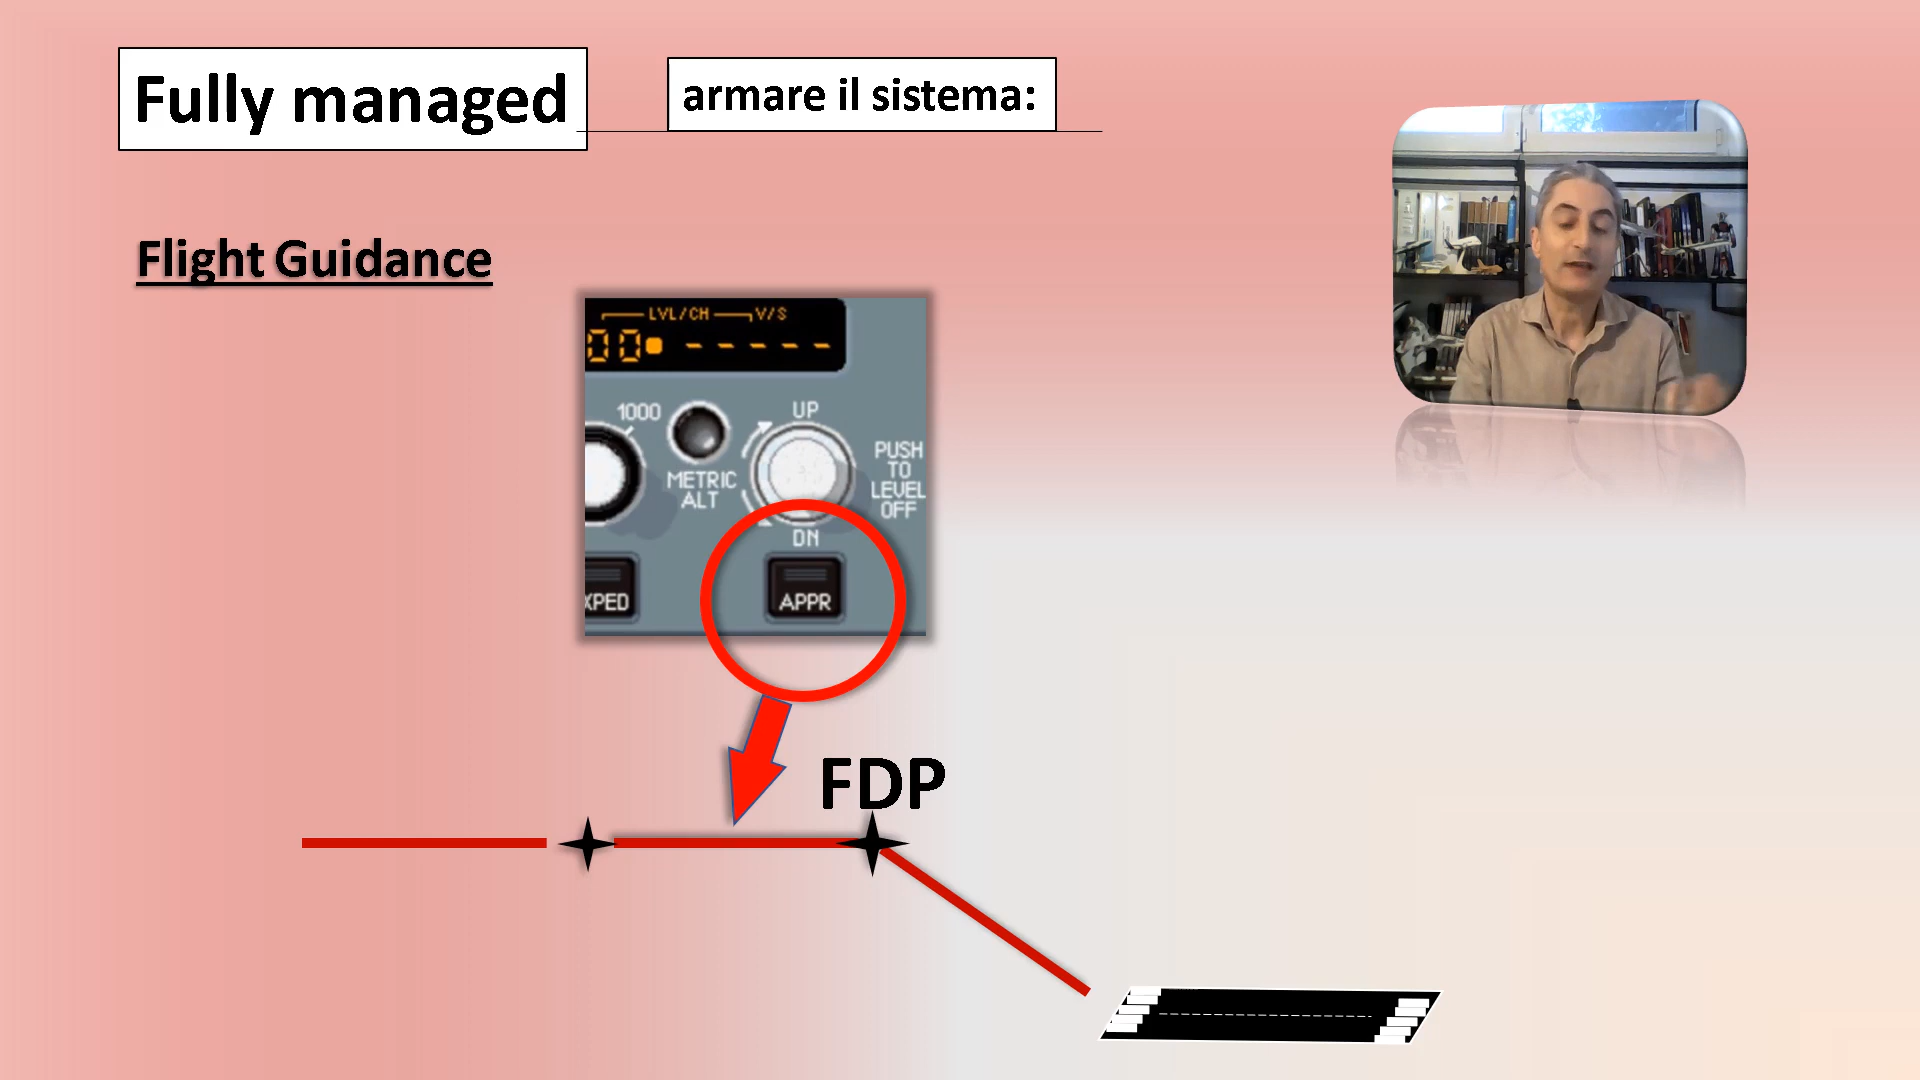 Fully managed
armare il sistema:
Flight Guidance
LVL/CH V/S
00
1000
UP
METRIC
ALT
PUSH
TO
LEVEL
OFF
DN
XPED
APPR
FDP